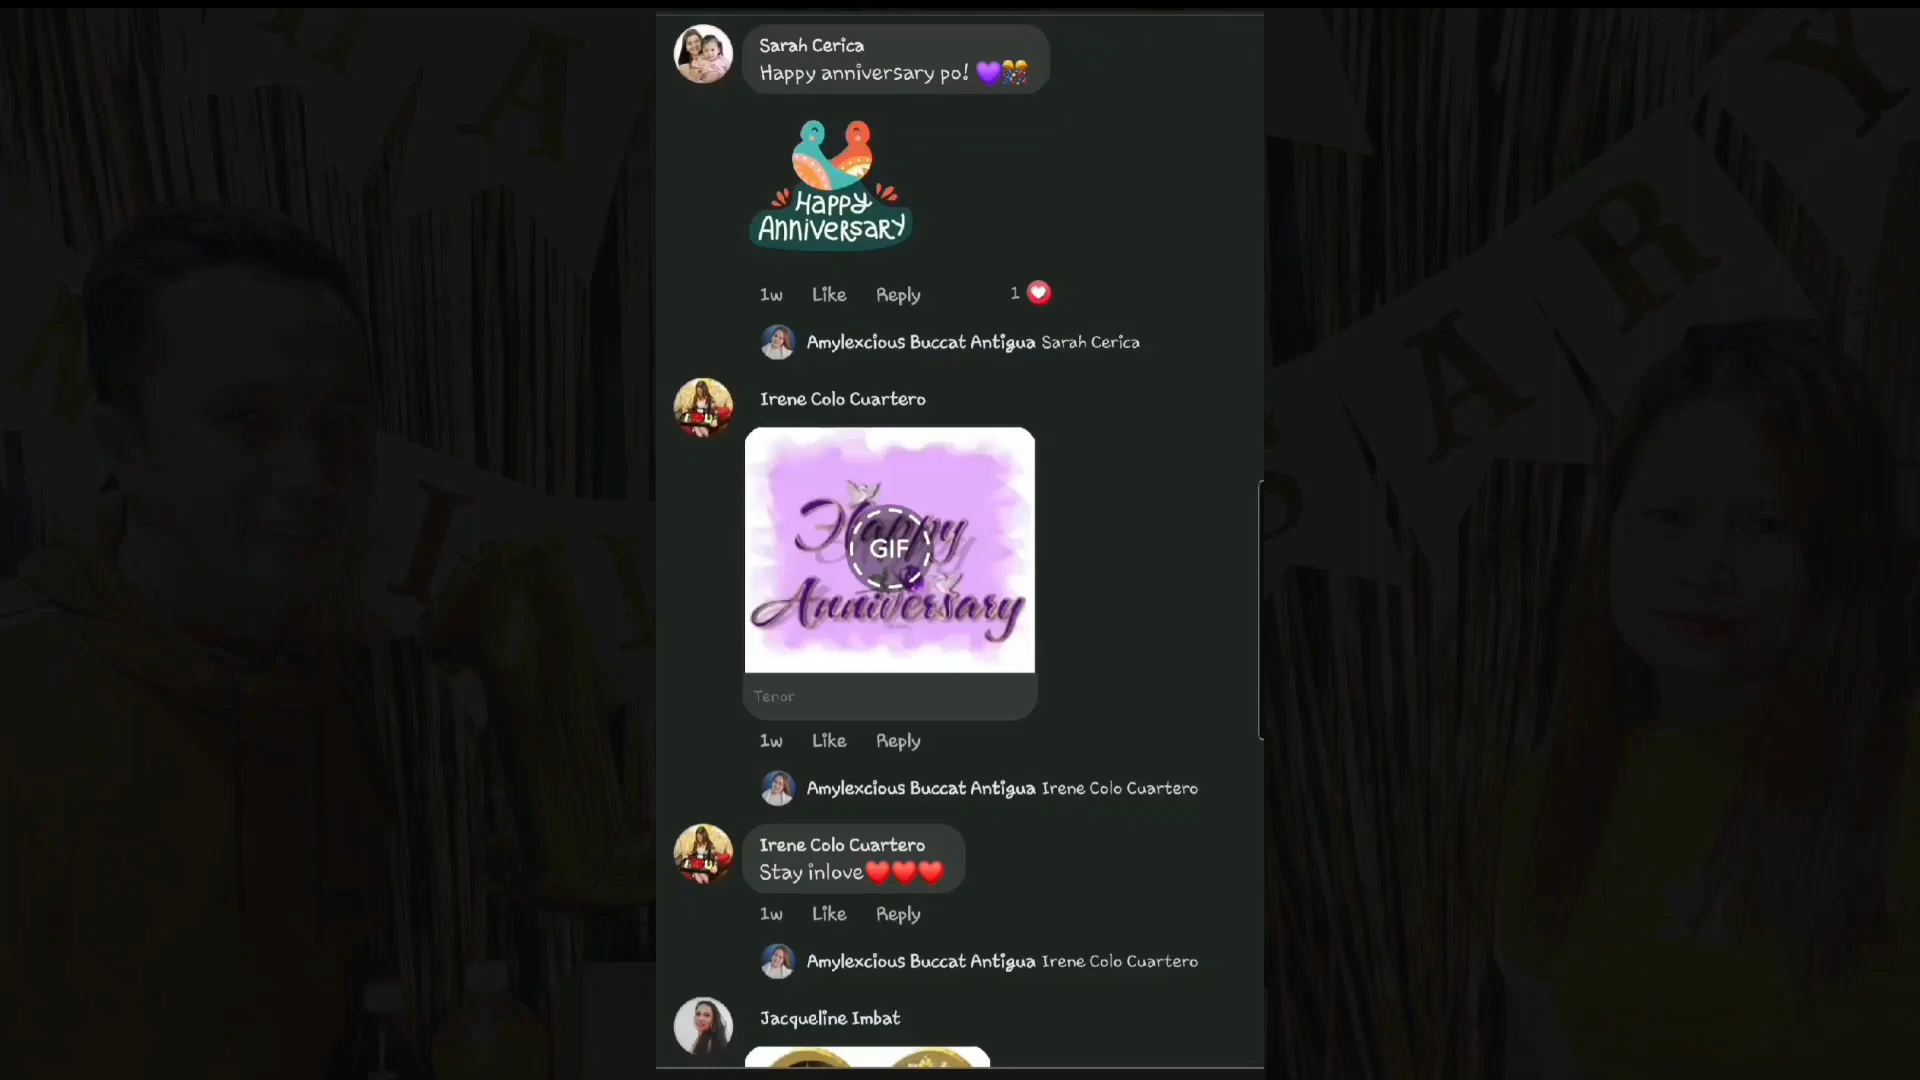 Sarah Cerica
Happy anniversary po! 💜🎊
Happy
Anniversary
1w Like Reply 1
Amylexcious Buccat Antigua Sarah Cerica
Irene Colo Cuartero
Happy
GIF
Anniversary
Tenor
1w Like Reply
Amylexcious Buccat Antigua Irene Colo Cuartero
Irene Colo Cuartero
Stay inlove❤️❤️❤️
1w Like Reply
Amylexcious Buccat Antigua Irene Colo Cuartero
Jacqueline Imbat